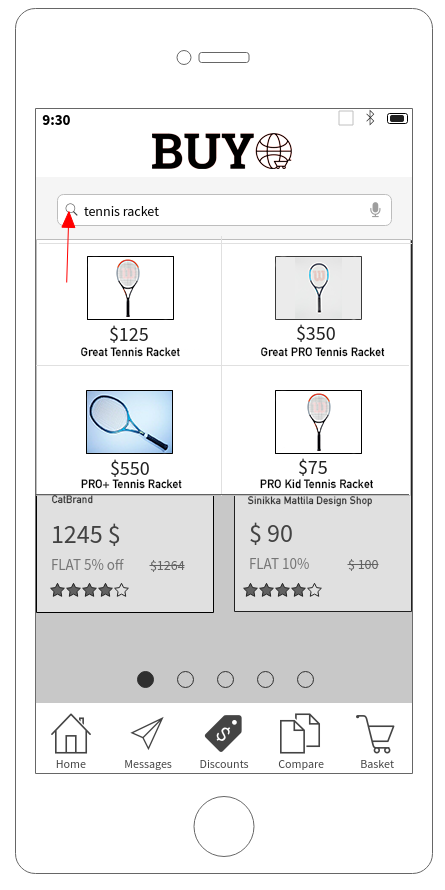 9:30
BUY
tennis racket
$125
Great Tennis Racket
$350
Great PRO Tennis Racket
$550
PRO+ Tennis Racket
$75
PRO Kid Tennis Racket
CatBrand
1245 $
FLAT 5% off $1264
Sinikka Mattila Design Shop
$ 90
FLAT 10% $ 100
Home Messages Discounts Compare Basket